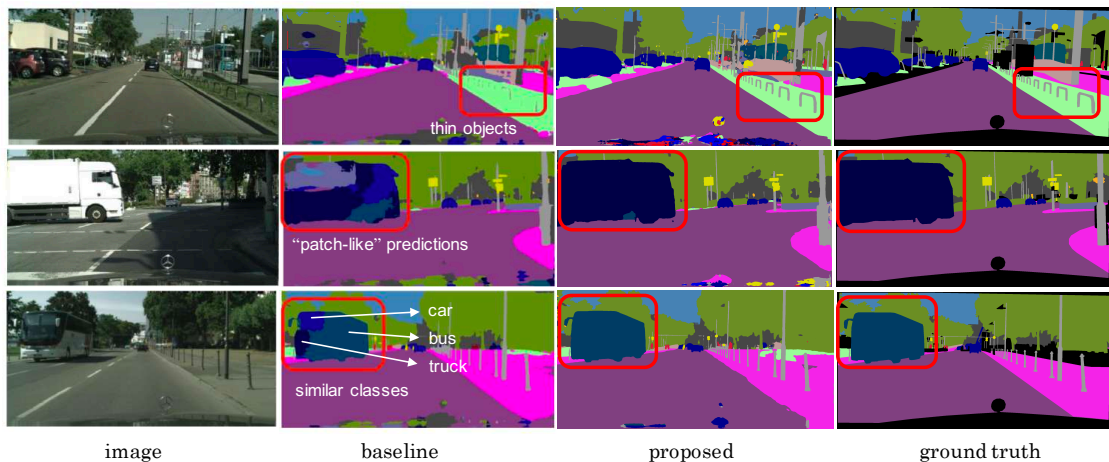 thin objects
“patch-like” predictions
car
bus
truck
similar classes
image baseline proposed ground truth